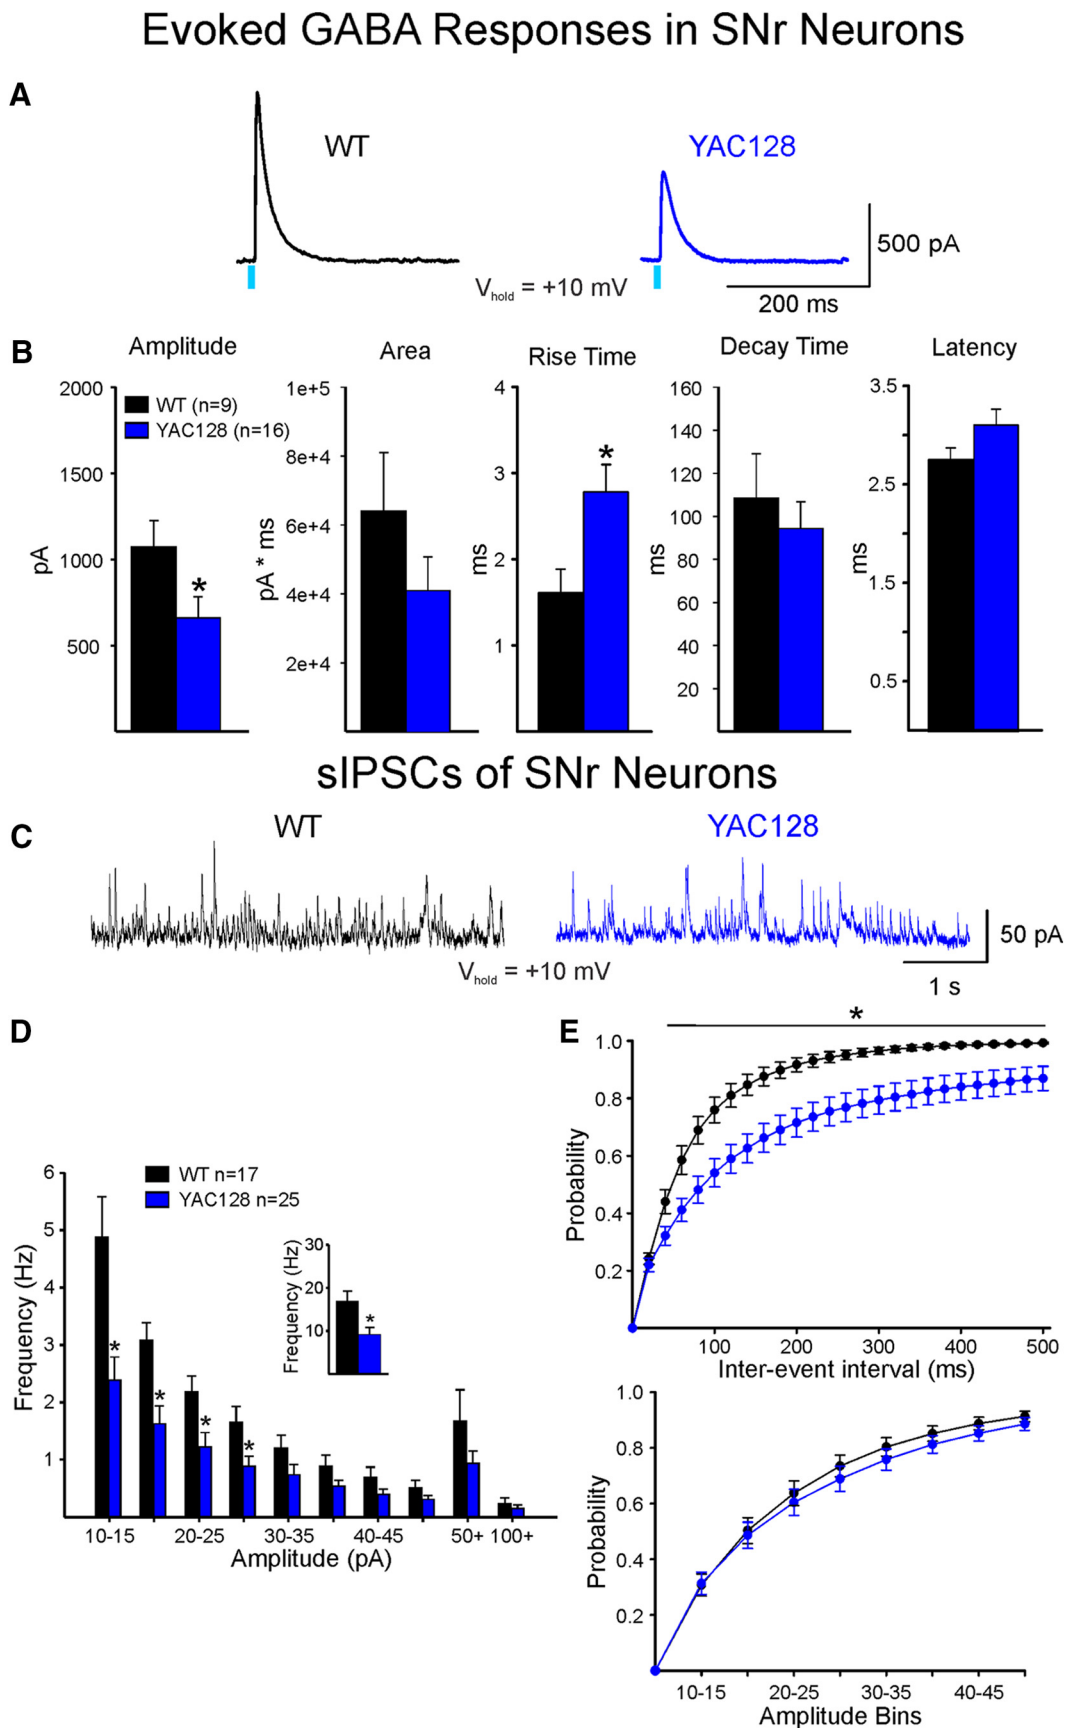 Evoked GABA Responses in SNr Neurons
A
WT
YAC128
500 pA
200 ms
Vhold = +10 mV
B
Amplitude
2000
1500
1000
500
pA
WT (n=9)
YAC128 (n=16)
Area
1e+5
8e+4
6e+4
4e+4
2e+4
pA * ms
Rise Time
4
3
2
1
ms
*
*
Decay Time
160
140
120
100
80
60
40
20
ms
Latency
3.5
2.5
1.5
0.5
ms
sIPSCs of SNr Neurons
C
WT
YAC128
50 pA
1 s
Vhold = +10 mV
D
6
5
4
3
2
1
Frequency (Hz)
WT n=17
YAC128 n=25
*
*
*
*
30
20
10
Frequency (Hz)
*
10-15
20-25
30-35
40-45
50+
100+
Amplitude (pA)
E
*
1.0
0.8
0.6
0.4
0.2
Probability
100
200
300
400
500
Inter-event interval (ms)
1.0
0.8
0.6
0.4
0.2
Probability
10-15
20-25
30-35
40-45
Amplitude Bins